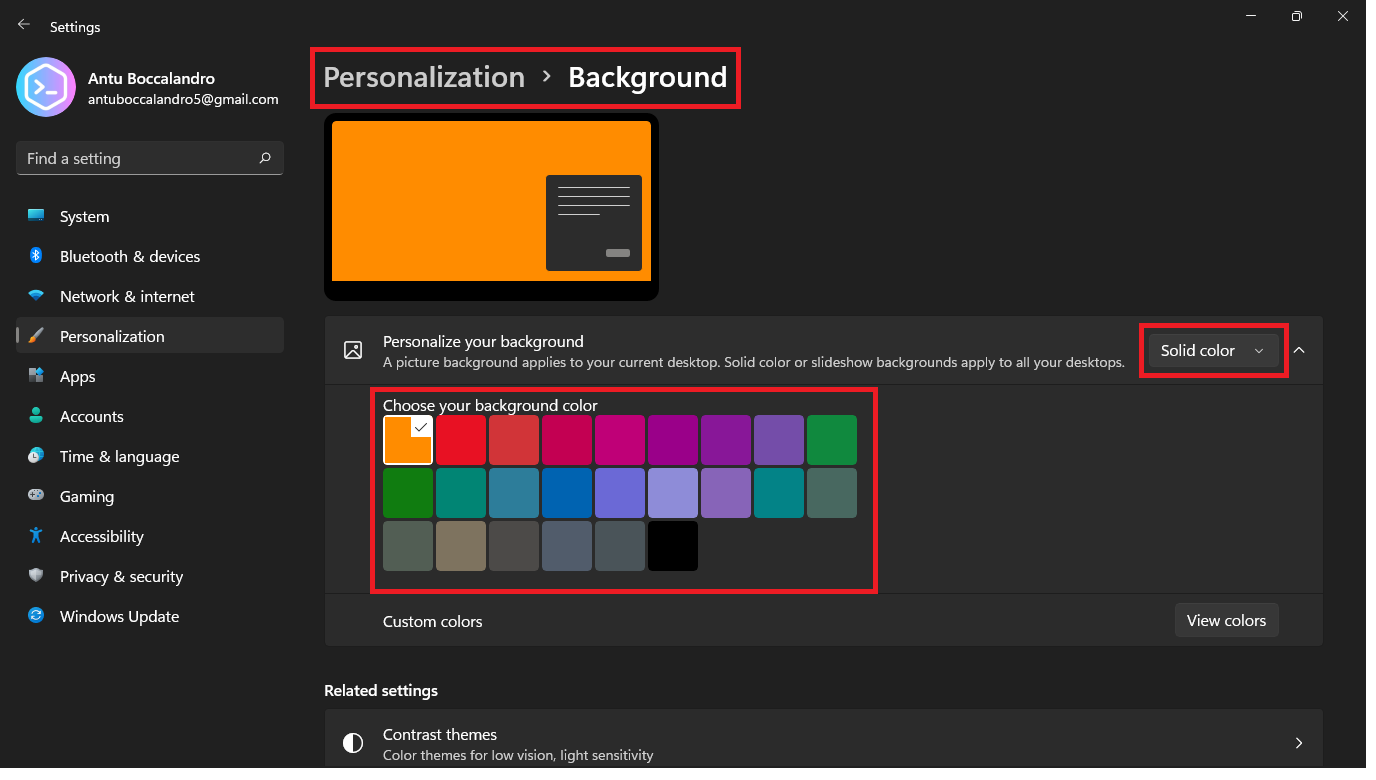 Settings
Antu Boccalandro
antuboccalandro5@gmail.com
Find a setting
System
Bluetooth & devices
Network & internet
Personalization
Apps
Accounts
Time & language
Gaming
Accessibility
Privacy & security
Windows Update
Personalization > Background
Personalize your background
A picture background applies to your current desktop. Solid color or slideshow backgrounds apply to all your desktops.
Solid color
Choose your background color
Custom colors
View colors
Related settings
Contrast themes
Color themes for low vision, light sensitivity